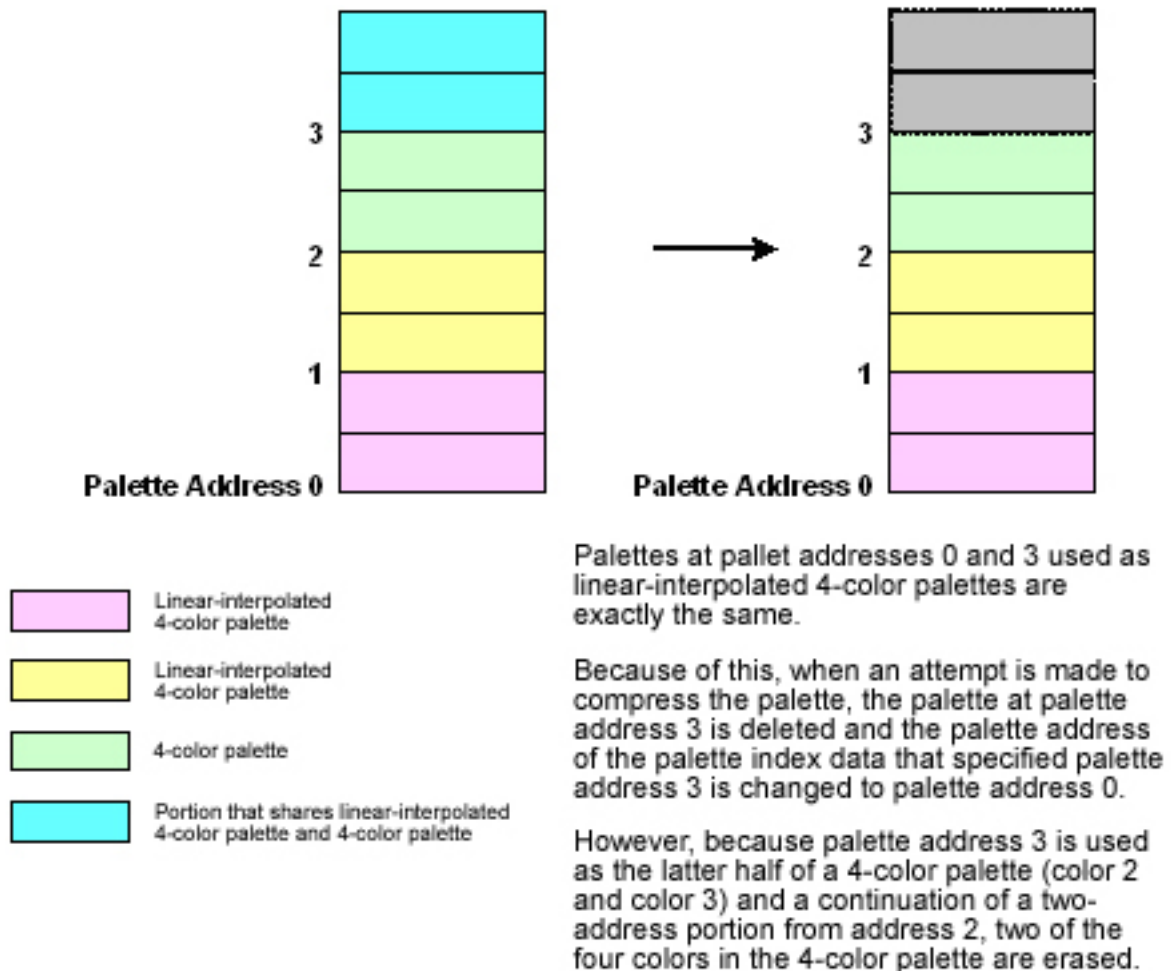 3
2
1
Palette Address 0
3
2
1
Palette Address 0
Linear-interpolated
4-color palette
Linear-interpolated
4-color palette
4-color palette
Portion that shares linear-interpolated
4-color palette and 4-color palette
Palettes at pallet addresses 0 and 3 used as
linear-interpolated 4-color palettes are
exactly the same.
Because of this, when an attempt is made to
compress the palette, the palette at palette
address 3 is deleted and the palette address
of the palette index data that specified palette
address 3 is changed to palette address 0.
However, because palette address 3 is used
as the latter half of a 4-color palette (color 2
and color 3) and a continuation of a two-
address portion from address 2, two of the
four colors in the 4-color palette are erased.